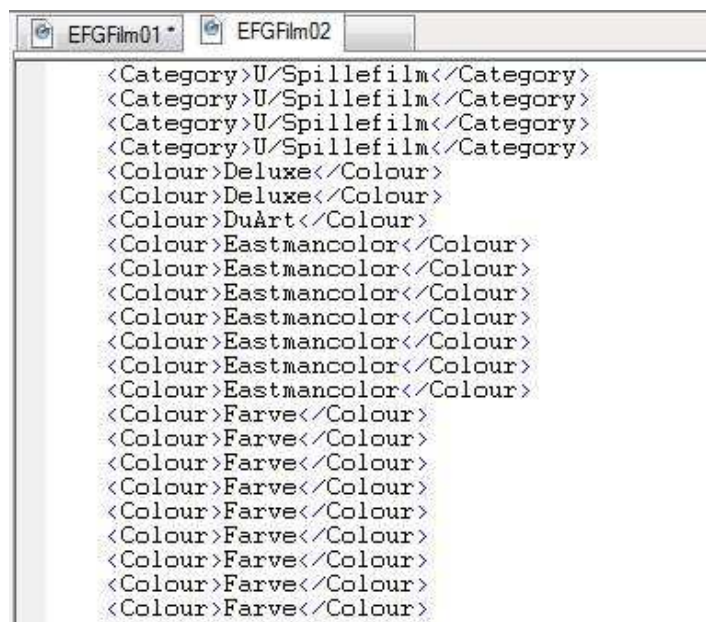 EFGFilm01 * EFGFilm02
<Category>U/Spillefilm</Category>
<Category>U/Spillefilm</Category>
<Category>U/Spillefilm</Category>
<Category>U/Spillefilm</Category>
<Colour>Deluxe</Colour>
<Colour>Deluxe</Colour>
<Colour>DuArt</Colour>
<Colour>Eastmancolor</Colour>
<Colour>Eastmancolor</Colour>
<Colour>Eastmancolor</Colour>
<Colour>Eastmancolor</Colour>
<Colour>Eastmancolor</Colour>
<Colour>Eastmancolor</Colour>
<Colour>Eastmancolor</Colour>
<Colour>Farve</Colour>
<Colour>Farve</Colour>
<Colour>Farve</Colour>
<Colour>Farve</Colour>
<Colour>Farve</Colour>
<Colour>Farve</Colour>
<Colour>Farve</Colour>
<Colour>Farve</Colour>
<Colour>Farve</Colour>